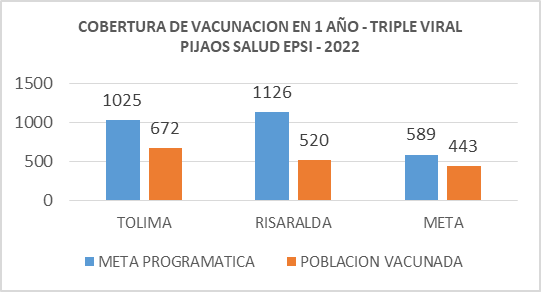 COBERTURA DE VACUNACION EN 1 AÑO - TRIPLE VIRAL
PIJAOS SALUD EPSI - 2022
1500
1000
500
0
1025
672
1126
520
589
443
TOLIMA
RISARALDA
META
META PROGRAMATICA
POBLACION VACUNADA